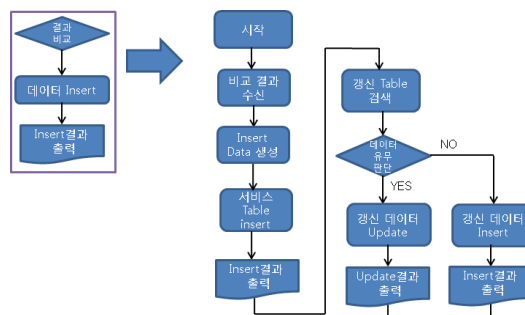 결과
비교
데이터 Insert
Insert결과
출력
시작
비교 결과
수신
Insert
Data 생성
서비스
Table
insert
Insert결과
출력
갱신 Table
검색
데이터
유무
판단
NO
YES
갱신 데이터
Update
갱신 데이터
Insert
Update결과
출력
Insert결과
출력